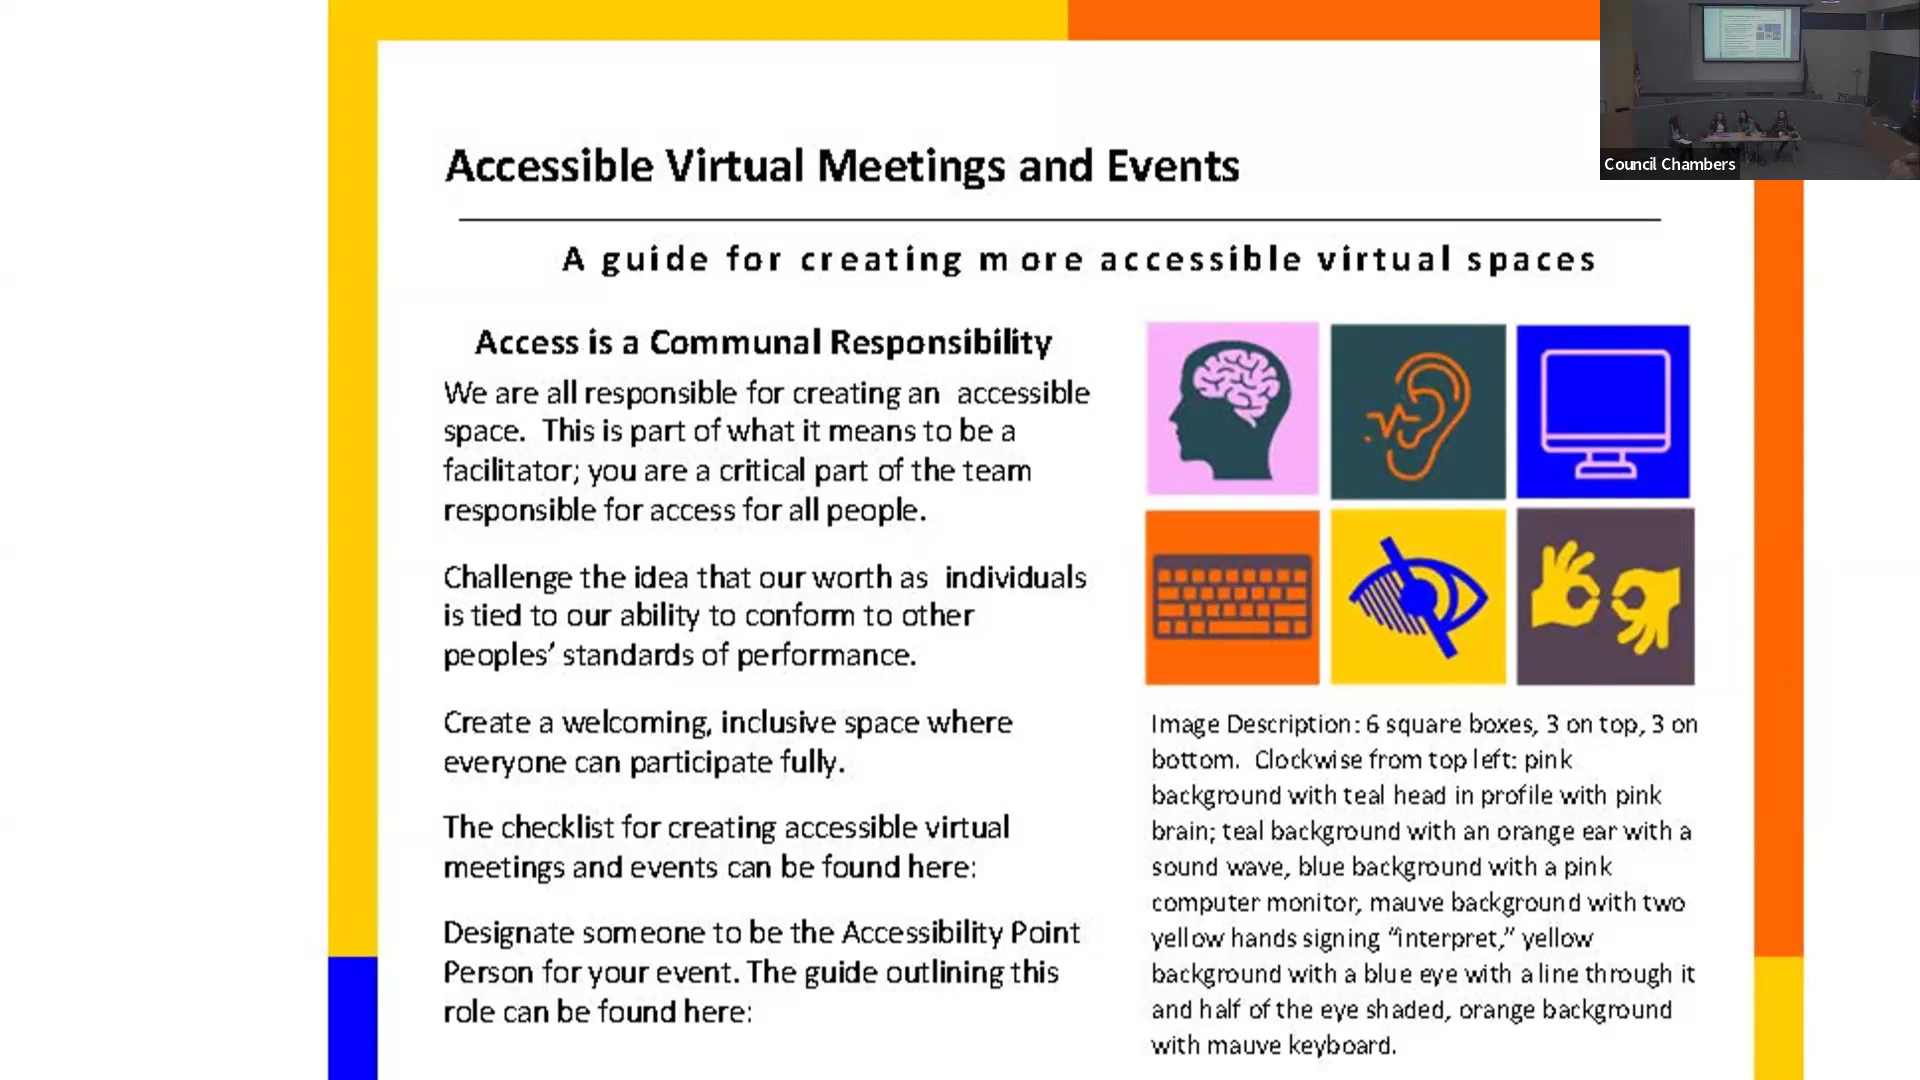 Accessible Virtual Meetings and Events
A guide for creating more accessible virtual spaces
Access is a Communal Responsibility
We are all responsible for creating an accessible
space. This is part of what it means to be a
facilitator; you are a critical part of the team
responsible for access for all people.
Challenge the idea that our worth as individuals
is tied to our ability to conform to other
peoples’ standards of performance.
Create a welcoming, inclusive space where
everyone can participate fully.
The checklist for creating accessible virtual
meetings and events can be found here:
Designate someone to be the Accessibility Point
Person for your event. The guide outlining this
role can be found here:
Image Description: 6 square boxes, 3 on top, 3 on
bottom. Clockwise from top left: pink
background with teal head in profile with pink
brain; teal background with an orange ear with a
sound wave, blue background with a pink
computer monitor, mauve background with two
yellow hands signing “interpret,” yellow
background with a blue eye with a line through it
and half of the eye shaded, orange background
with mauve keyboard.
Council Chambers